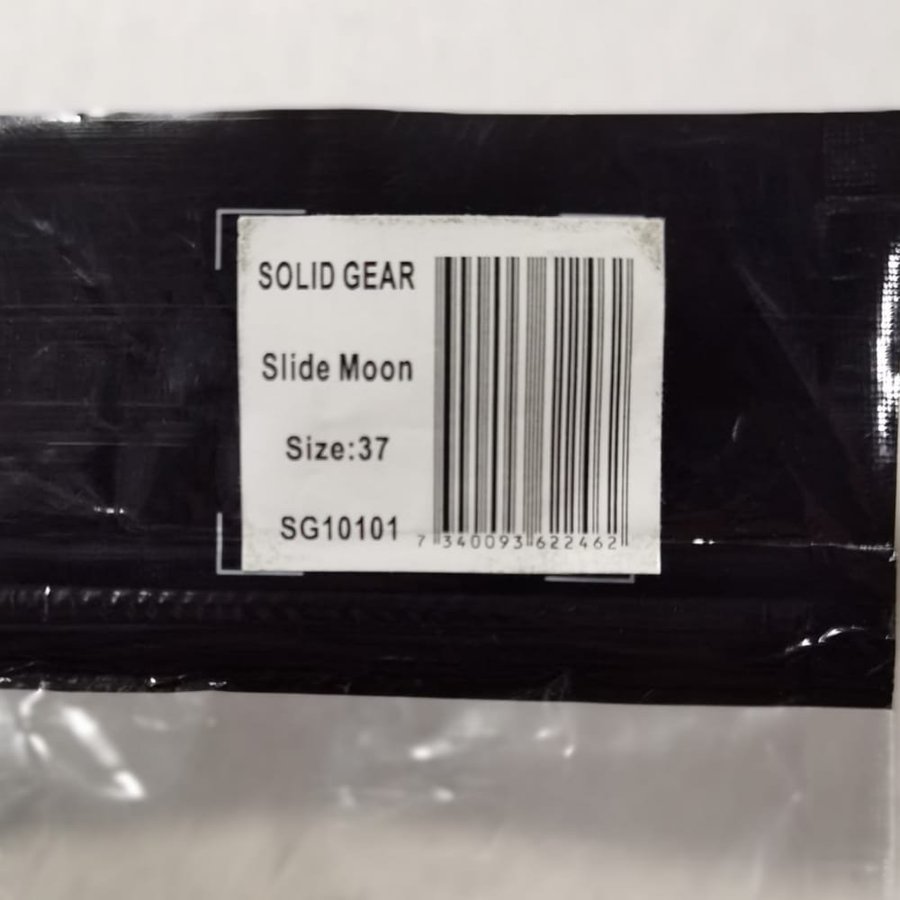 SOLID GEAR
Slide Moon
Size:37
SG10101
7 340093 622462